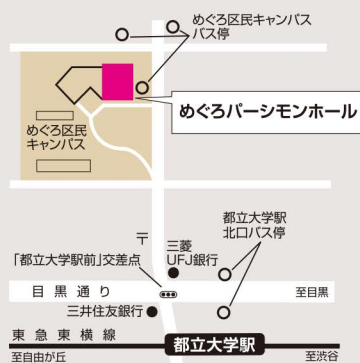 めぐろ区民キャンパス
バス停
めぐろパーシモンホール
めぐろ区民
キャンパス
都立大学駅
北口バス停
〒
三菱
UFJ銀行
「都立大学駅前」交差点
目黒通り
至目黒
三井住友銀行
東急東横線
都立大学駅
至自由が丘
至渋谷